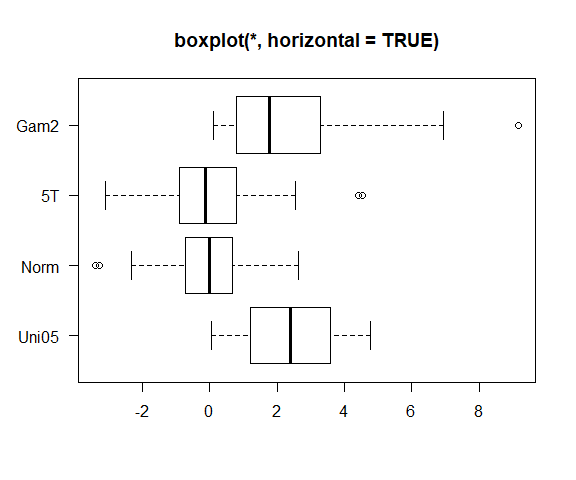 boxplot(*, horizontal = TRUE)
Gam2
5T
Norm
Uni05
-2 0 2 4 6 8